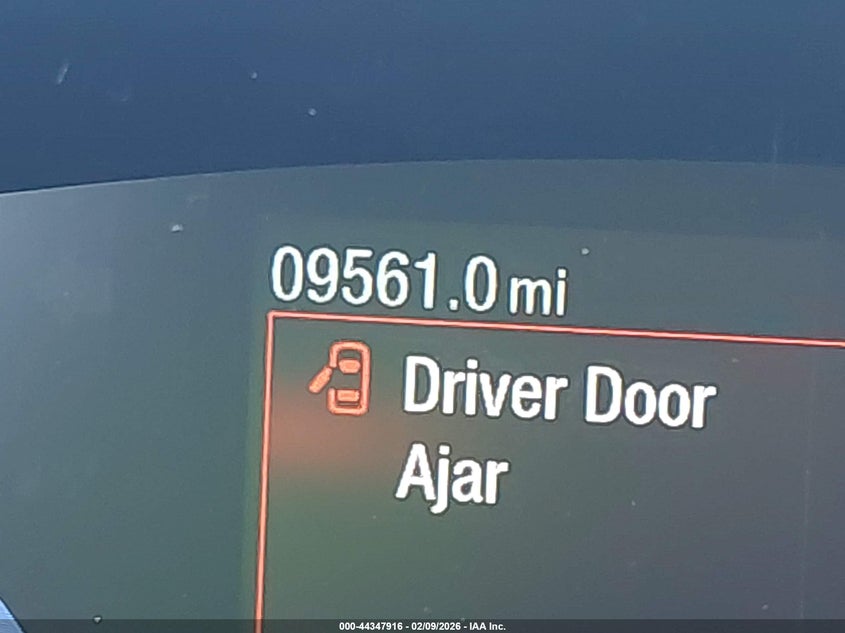 09561.0 mi
Driver Door
Ajar
000-44347916 - 02/09/2026 - IAA Inc.